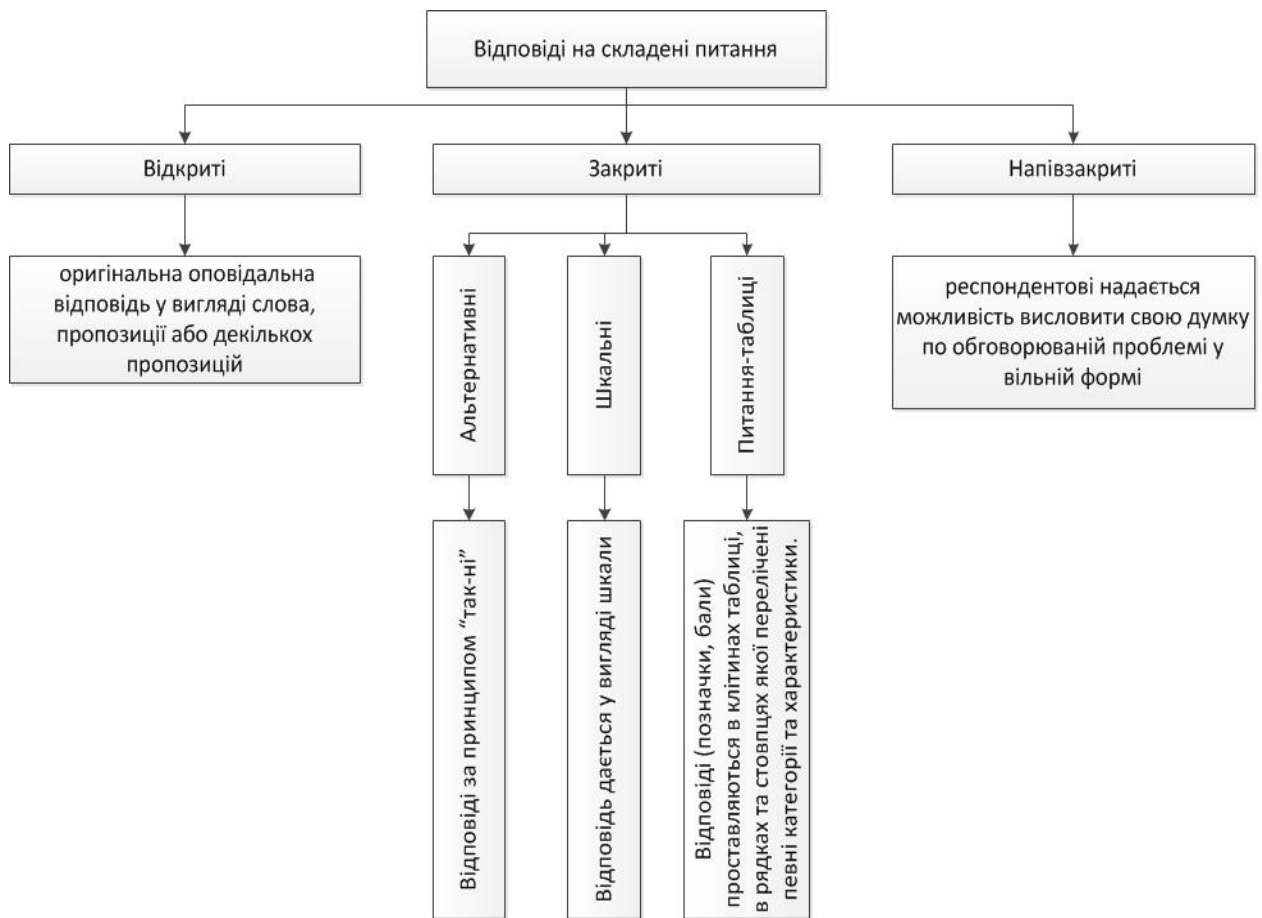 Відповіді на складені питання
Відкриті
Закриті
Напівзакриті
оригінальна оповідальна
відповідь у вигляді слова,
пропозиції або декількох
пропозицій
Альтернативні
Шкальні
Питання-таблиці
респондентові надається
можливість висловити свою думку
по обговорюваній проблемі у
вільній формі
Відповіді за принципом “так-ні”
Відповідь дається у вигляді шкали
Відповіді (позначки, бали)
проставляються в клітинах таблиці,
в рядках та стовпцях якої перелічені
певні категорії та характеристики.